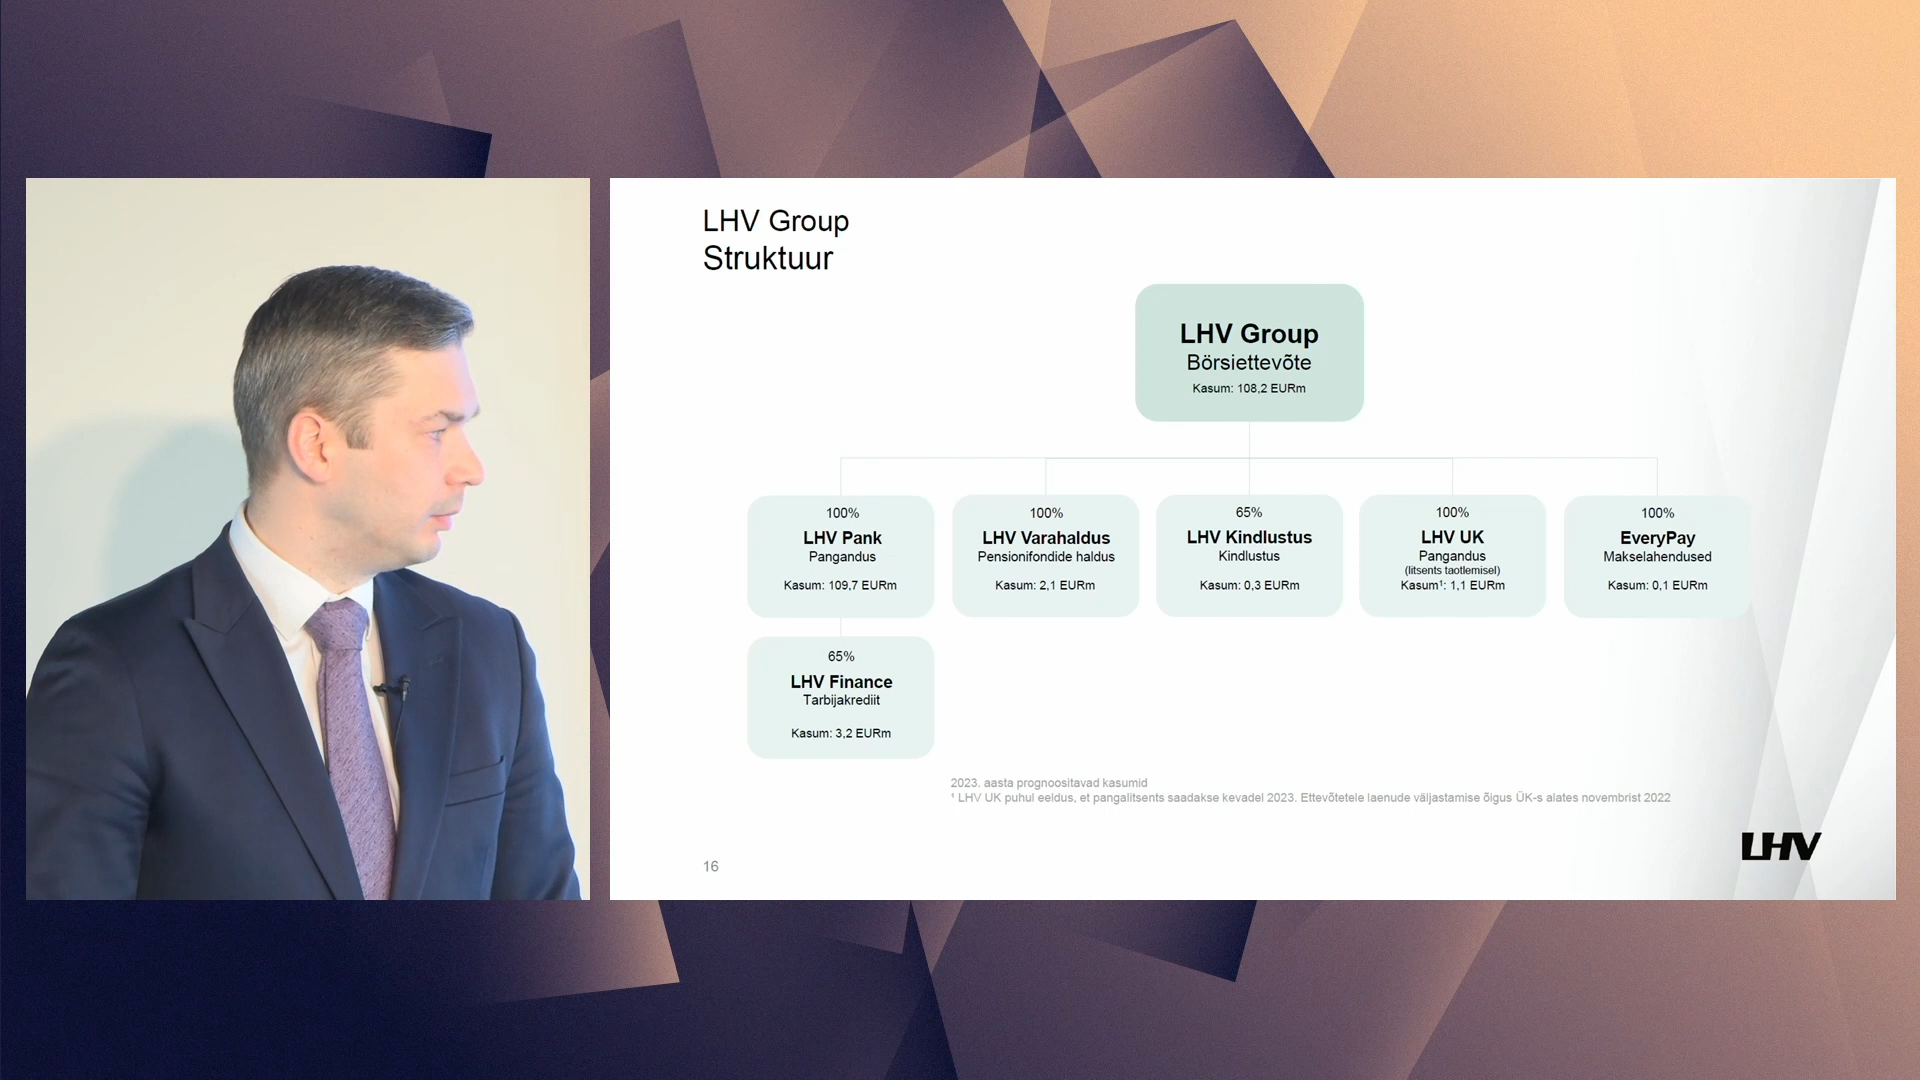 LHV Group
Struktuur
LHV Group
Börsiettevõte
Kasum: 108,2 EURm
100%
LHV Pank
Pangandus
Kasum: 109,7 EURm
100%
LHV Varahaldus
Pensionifondide haldus
Kasum: 2,1 EURm
65%
LHV Kindlustus
Kindlustus
Kasum: 0,3 EURm
100%
LHV UK
Pangandus
(litsents taotlemisel)
Kasum¹: 1,1 EURm
100%
EveryPay
Makselahendused
Kasum: 0,1 EURm
65%
LHV Finance
Tarbijakrediit
Kasum: 3,2 EURm
2023. aasta prognoositavad kasumid
¹ LHV UK puhul eeldus, et pangalitsents saadakse kevadel 2023. Ettevõtetele laenude väljastamise õigus ÜK-s alates novembrist 2022
16
LHV